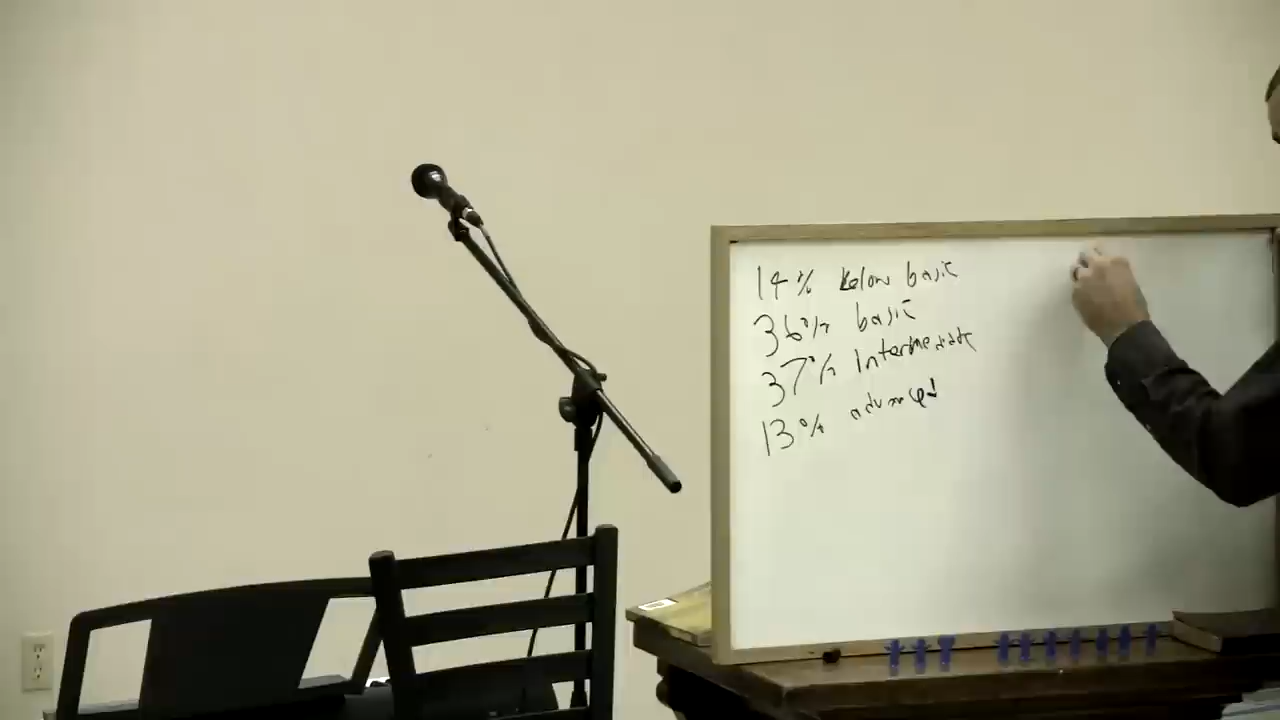 14% below basic
36% basic
37% Intermediate
13% advanced